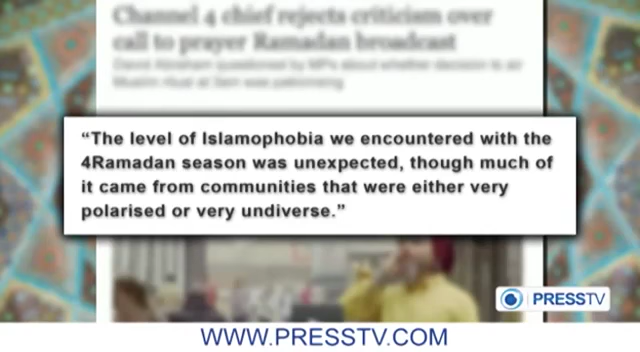 Channel 4 chief rejects criticism over
call to prayer Ramadan broadcast
"The level of Islamophobia we encountered with the
4Ramadan season was unexpected, though much of
it came from communities that were either very
polarised or very undiverse."
PRESSTV
WWW.PRESSTV.COM